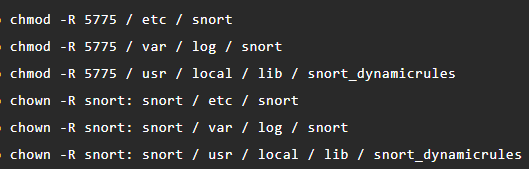 chmod -R 5775 / etc / snort
chmod -R 5775 / var / log / snort
chmod -R 5775 / usr / local / lib / snort_dynamicrules
chown -R snort: snort / etc / snort
chown -R snort: snort / var / log / snort
chown -R snort: snort / usr / local / lib / snort_dynamicrules